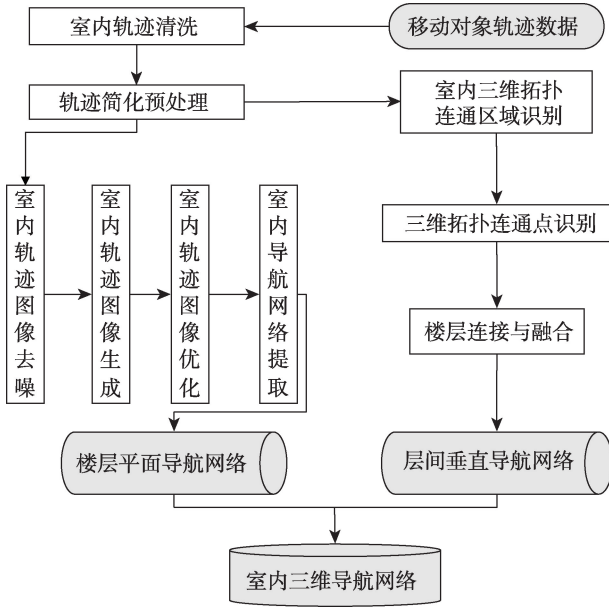 室内轨迹清洗
移动对象轨迹数据
轨迹简化预处理
室内三维拓扑
连通区域识别
室内轨迹图像去噪
室内轨迹图像生成
室内轨迹图像优化
室内导航网络提取
三维拓扑连通点识别
楼层连接与融合
楼层平面导航网络
层间垂直导航网络
室内三维导航网络